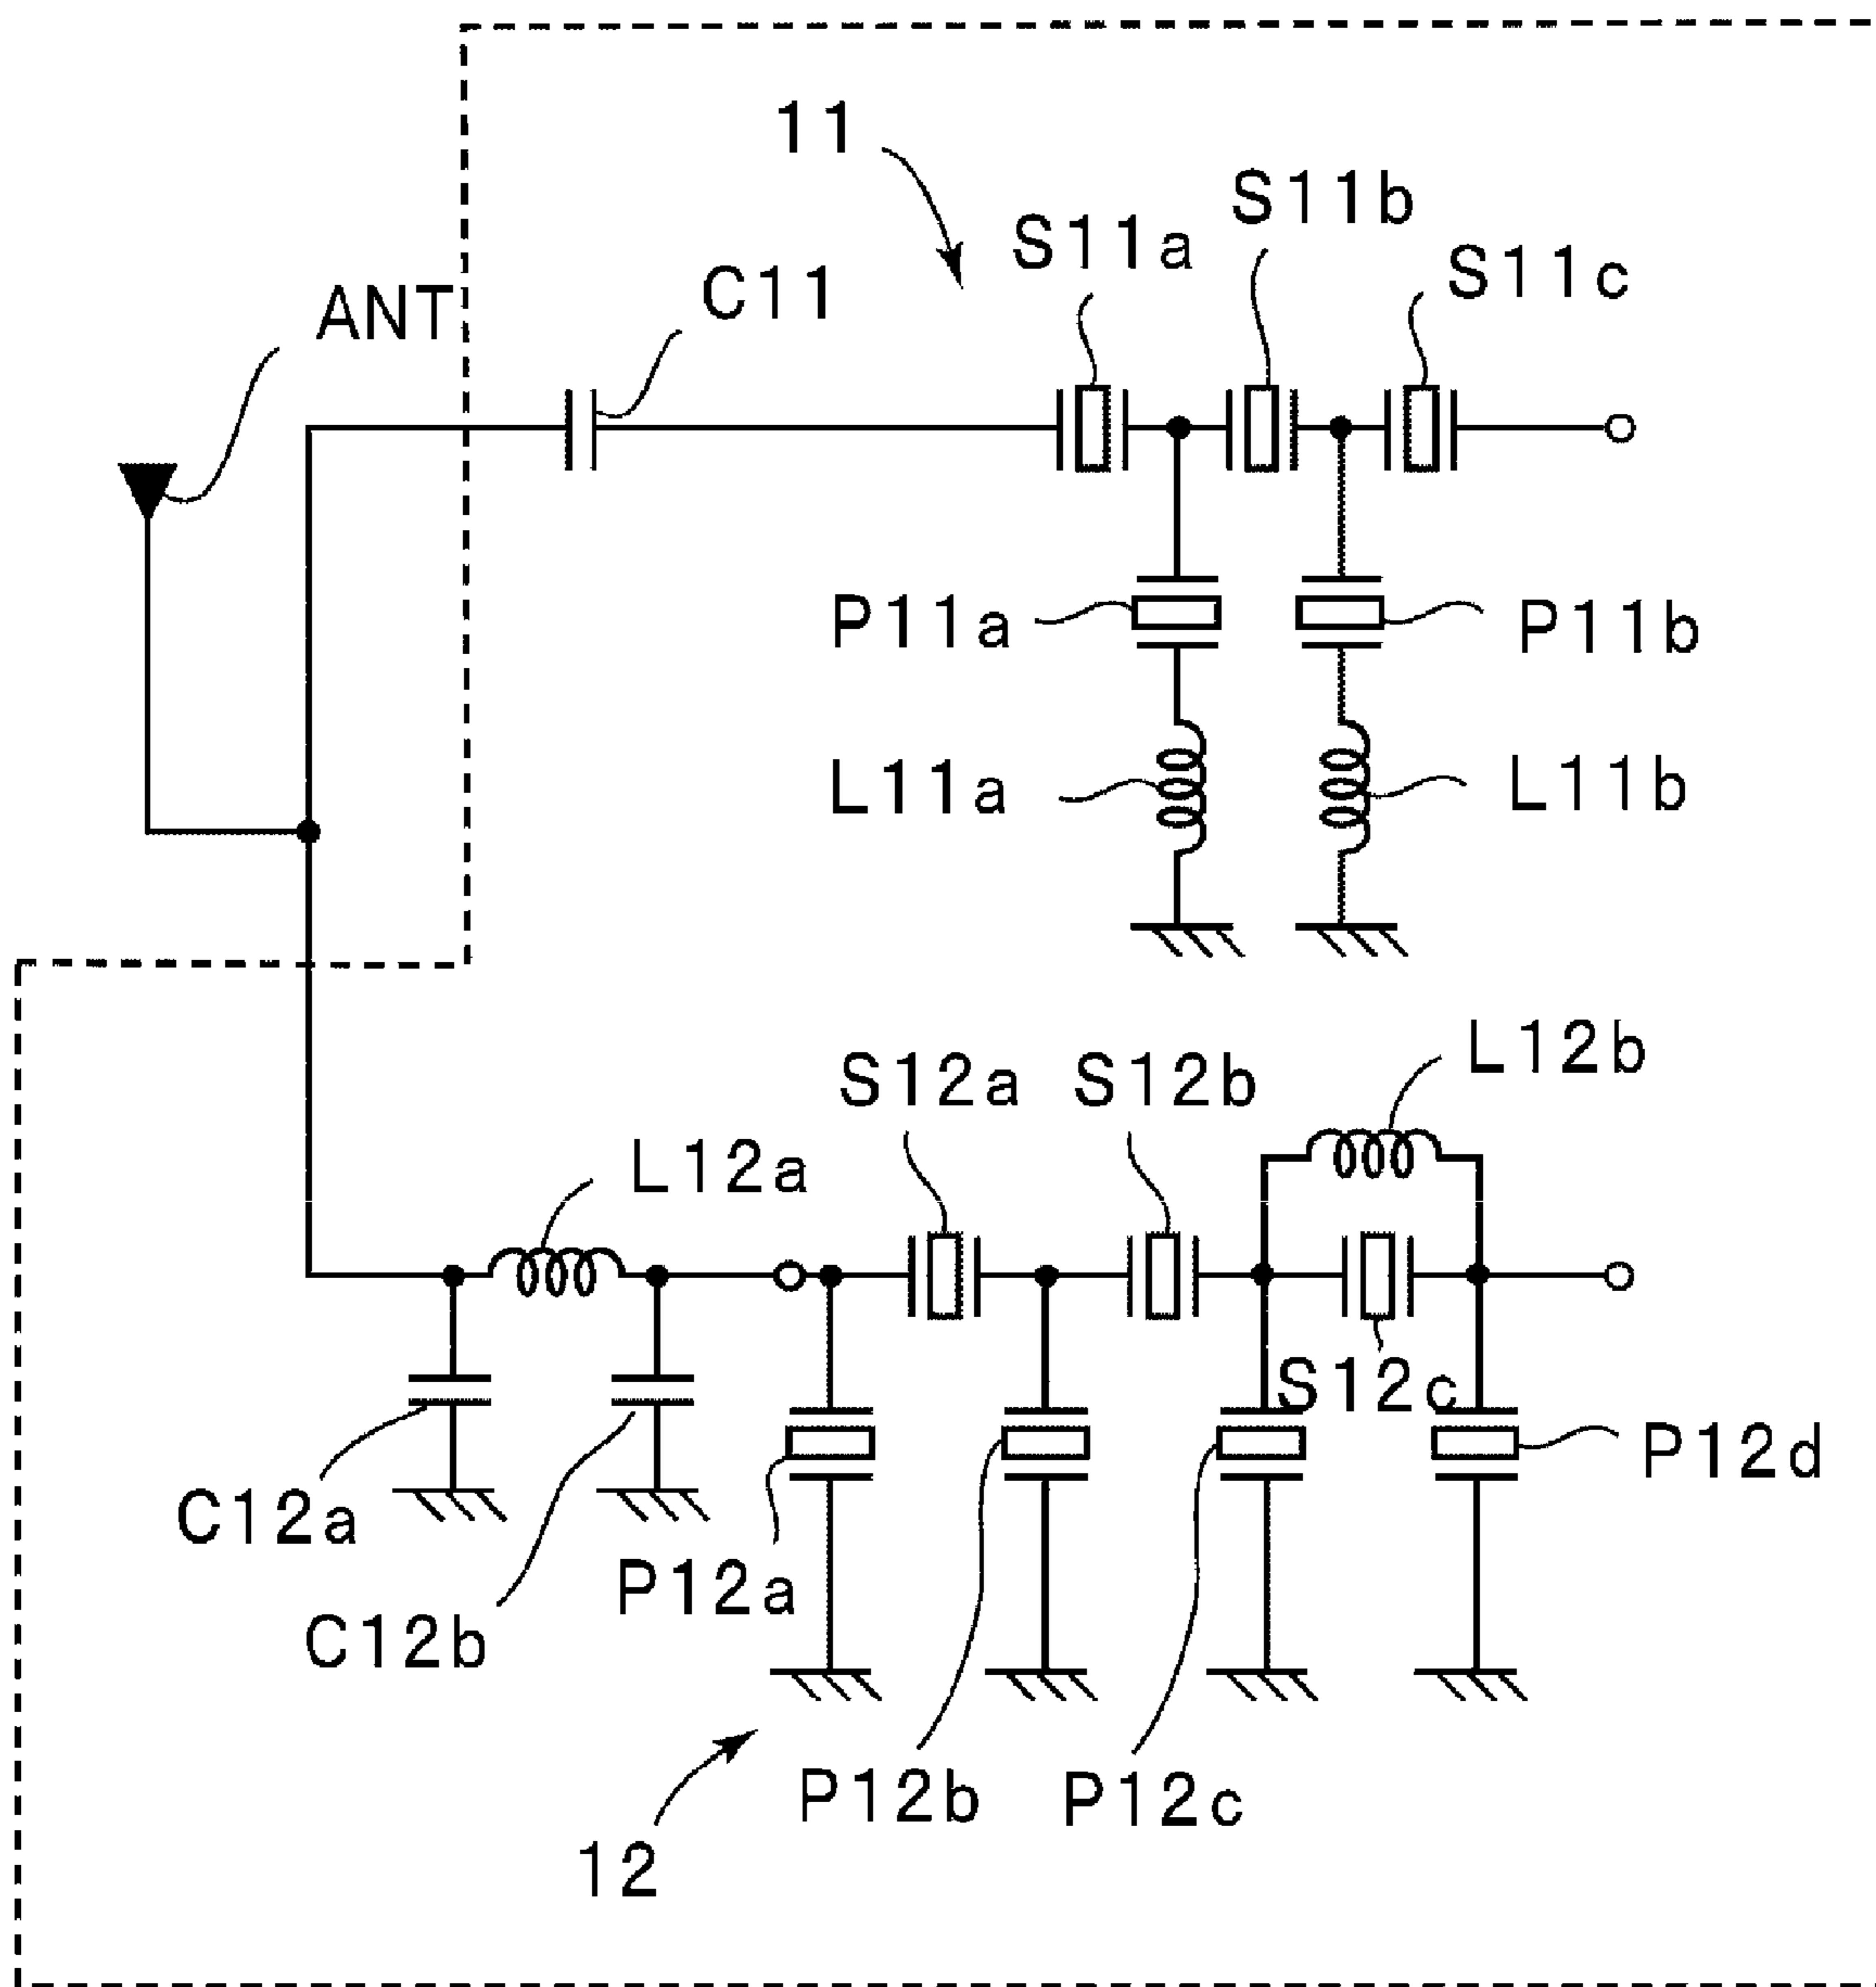 11
S11b
S11a
S11c
C11
ANT
P11a
P11b
L11a
L11b
L12b
S12a
S12b
L12a
S12c
P12d
C12a
P12a
C12b
P12b
P12c
12